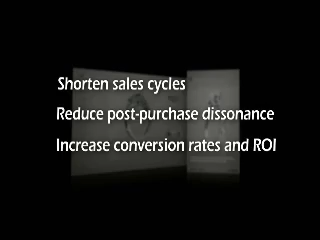 Shorten sales cycles
Reduce post-purchase dissonance
Increase conversion rates and ROI